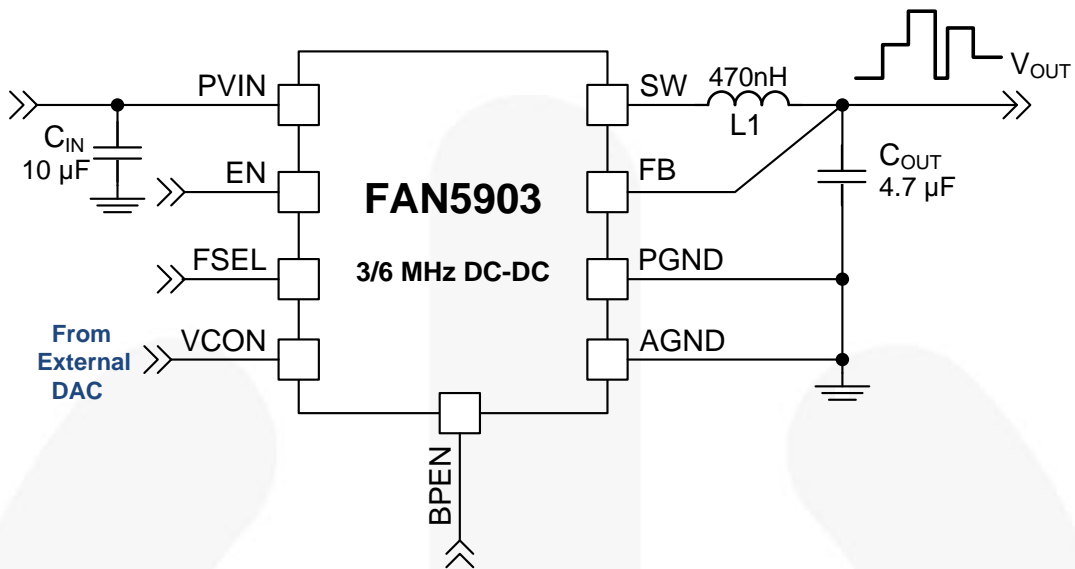 PVIN
C_IN
10 µF
EN
FSEL
From
External
DAC
VCON
FAN5903
3/6 MHz DC-DC
BPEN
SW
470nH
L1
V_OUT
FB
C_OUT
4.7 µF
PGND
AGND